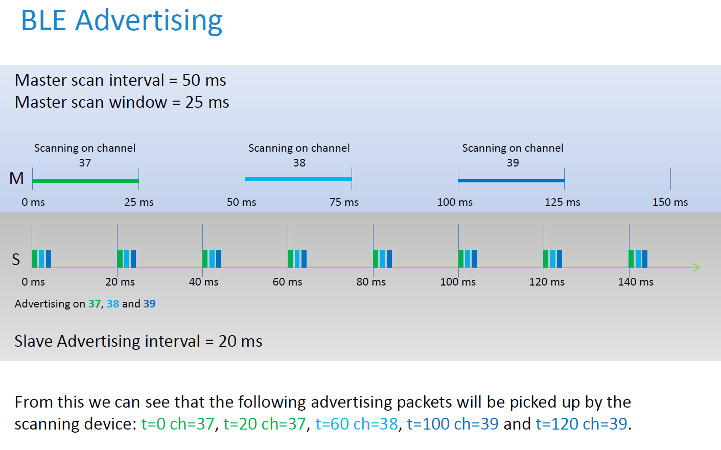 BLE Advertising
Master scan interval = 50 ms
Master scan window = 25 ms
Scanning on channel 37
Scanning on channel 38
Scanning on channel 39
M
0 ms 25 ms 50 ms 75 ms 100 ms 125 ms 150 ms
S
0 ms 20 ms 40 ms 60 ms 80 ms 100 ms 120 ms 140 ms
Advertising on 37, 38 and 39
Slave Advertising interval = 20 ms
From this we can see that the following advertising packets will be picked up by the
scanning device: t=0 ch=37, t=20 ch=37, t=60 ch=38, t=100 ch=39 and t=120 ch=39.